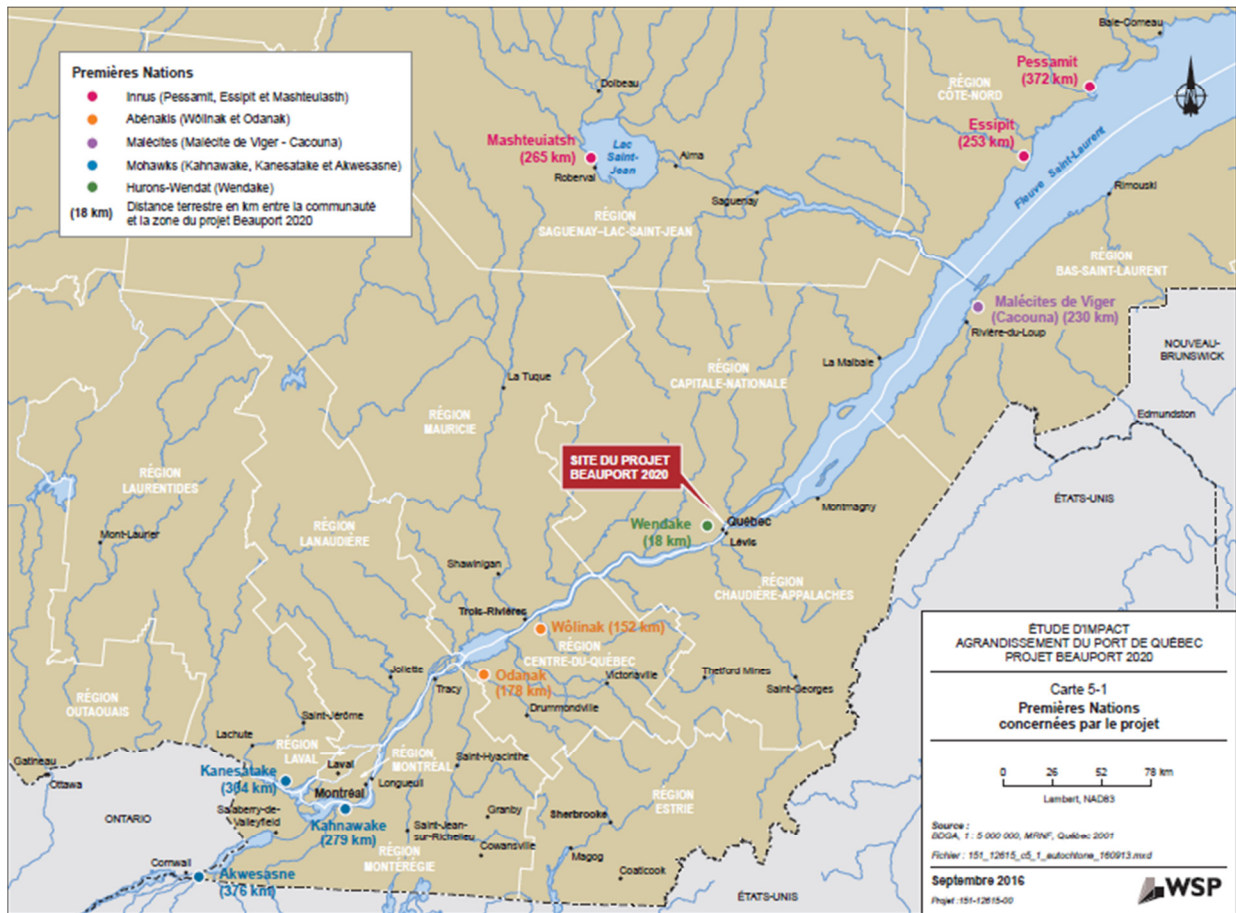 Premières Nations
Innus (Pessamit, Essipit et Mashteuiasth)
Abénakis (Wôlinak et Odanak)
Malécites (Malécite de Viger - Cacouna)
Mohawks (Kahnawake, Kanesatake et Akwesasne)
Hurons-Wendat (Wendake)
(18 km) Distance terrestre en km entre la communauté
et la zone du projet Beauport 2020
Baie-Comeau
Pessamit
(372 km)
RÉGION
CÔTE-NORD
Essipit
(253 km)
Dolbeau
Mashteuiatsh
(265 km)
Lac
Saint-
Jean
Roberval
Alma
Saguenay
Fleuve Saint-Laurent
Rimouski
RÉGION
SAGUENAY–LAC-SAINT-JEAN
RÉGION
BAS-SAINT-LAURENT
Malécites de Viger
(Cacouna) (230 km)
Rivière-du-Loup
NOUVEAU-
BRUNSWICK
La Malbaie
La Tuque
RÉGION
CAPITALE-NATIONALE
RÉGION
MAURICIE
Edmundston
SITE DU PROJET
BEAUPORT 2020
RÉGION
LAURENTIDES
ÉTATS-UNIS
Montmagny
Mont-Laurier
RÉGION
LANAUDIÈRE
Wendake
(18 km)
Québec
Lévis
Shawinigan
RÉGION
CHAUDIÈRE-APPALACHES
Trois-Rivières
Wôlinak (152 km)
RÉGION
CENTRE-DU-QUÉBEC
Joliette
Tracy
Odanak
(178 km)
Victoriaville
Thetford Mines
Saint-Georges
Drummondville
RÉGION
OUTAOUAIS
Saint-Jérôme
Lachute
RÉGION
LAVAL
Laval
RÉGION
MONTRÉAL
Saint-Hyacinthe
Gatineau
Ottawa
Kanesatake
(304 km)
Montréal
Longueuil
RÉGION
ESTRIE
Granby
Sherbrooke
ONTARIO
Salaberry-de-
Valleyfield
Kahnawake
(279 km)
Saint-Jean-
sur-Richelieu
Cowansville
Magog
Coaticook
RÉGION
MONTÉRÉGIE
Cornwall
Akwesasne
(376 km)
ÉTATS-UNIS
ÉTUDE D'IMPACT
AGRANDISSEMENT DU PORT DE QUÉBEC
PROJET BEAUPORT 2020
Carte 5-1
Premières Nations
concernées par le projet
0 26 52 78 km
Lambert, NAD83
Source :
BDGA, 1 : 5 000 000, MRNF, Québec 2001
Fichier : 151_12615_c5_1_autochtone_160913.mxd
Septembre 2016
Projet :151-12615-00
WSP